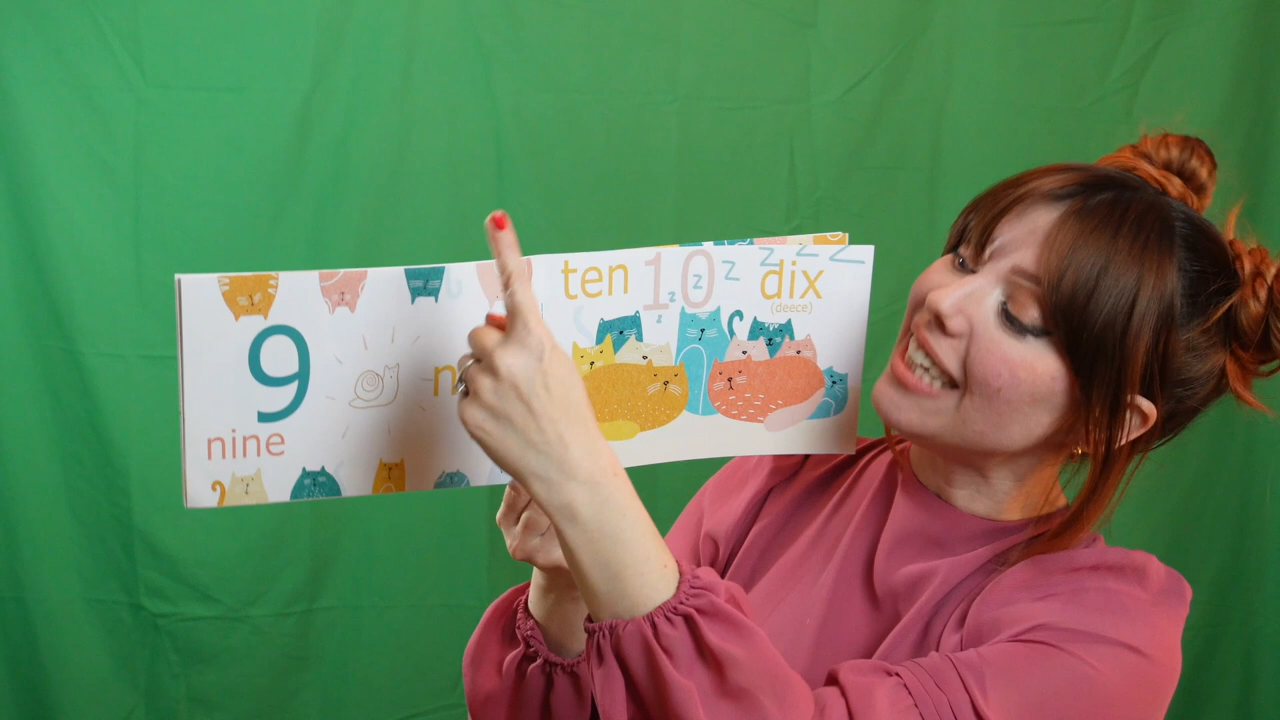 9
nine
n
ten 10 dix
(deece)
z z z z z z z